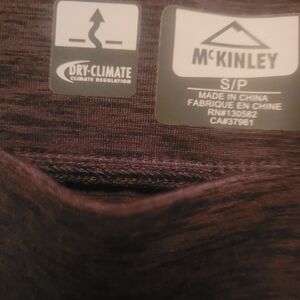 DRY-CLIMATE
CLIMATE REGULATION
McKINLEY
S/P
MADE IN CHINA
FABRIQUE EN CHINE
RN#130582
CA#37961